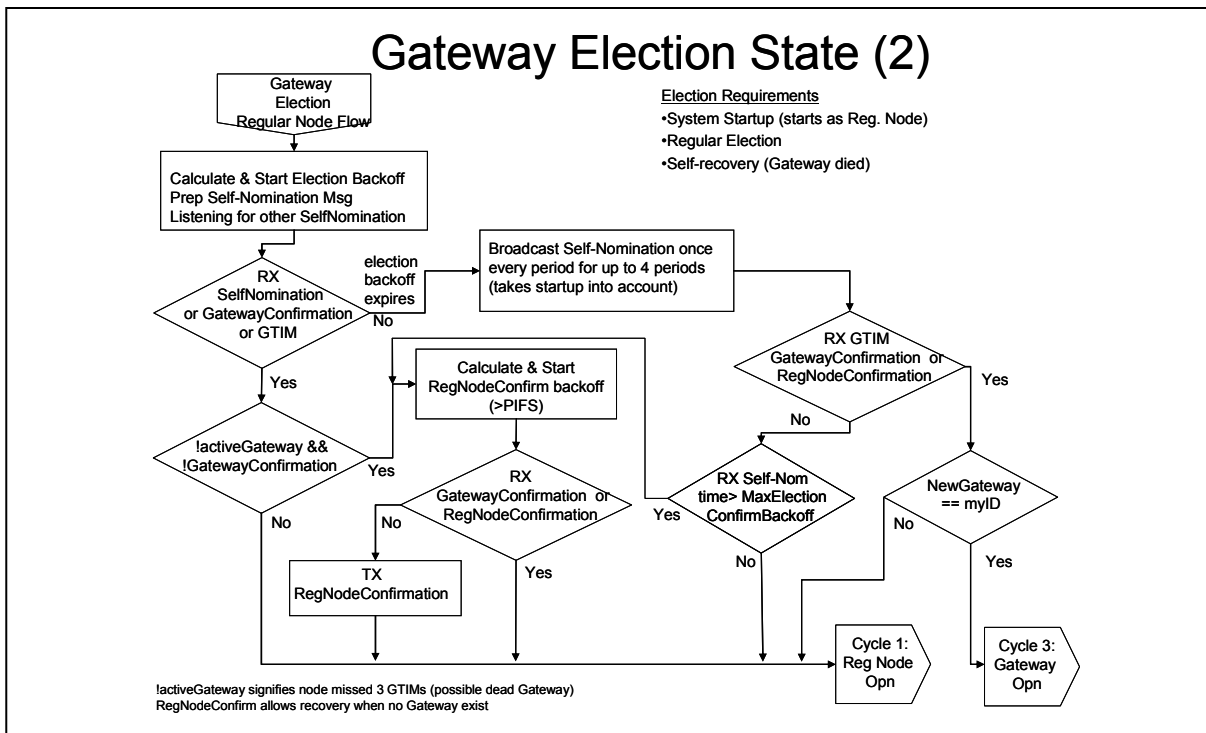 Gateway Election State (2)
Gateway
Election
Regular Node Flow
Election Requirements
•System Startup (starts as Reg. Node)
•Regular Election
•Self-recovery (Gateway died)
Calculate & Start Election Backoff
Prep Self-Nomination Msg
Listening for other SelfNomination
RX
SelfNomination
or GatewayConfirmation
or GTIM
election
backoff
expires
No
Broadcast Self-Nomination once
every period for up to 4 periods
(takes startup into account)
RX GTIM
GatewayConfirmation or
RegNodeConfirmation
Yes
No
Yes
Calculate & Start
RegNodeConfirm backoff
(>PIFS)
!activeGateway &&
!GatewayConfirmation
Yes
No
RX
GatewayConfirmation or
RegNodeConfirmation
No
Yes
RX Self-Nom
time> MaxElection
ConfirmBackoff
Yes
No
NewGateway
== myID
No
Yes
TX
RegNodeConfirmation
Cycle 1:
Reg Node
Opn
Cycle 3:
Gateway
Opn
!activeGateway signifies node missed 3 GTIMs (possible dead Gateway)
RegNodeConfirm allows recovery when no Gateway exist